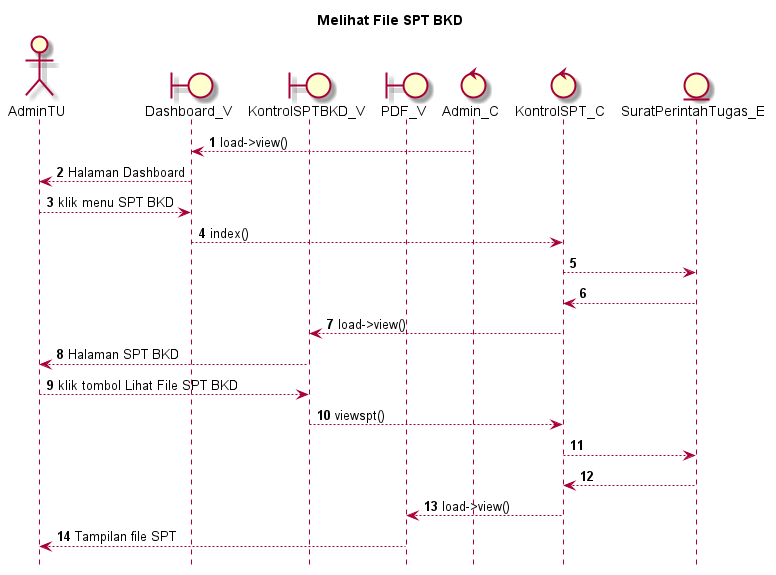 Melihat File SPT BKD
AdminTU
Dashboard_V
KontrolSPTBKD_V
PDF_V
Admin_C
KontrolSPT_C
SuratPerintahTugas_E
1 load->view()
2 Halaman Dashboard
3 klik menu SPT BKD
4 index()
5
6
7 load->view()
8 Halaman SPT BKD
9 klik tombol Lihat File SPT BKD
10 viewspt()
11
12
13 load->view()
14 Tampilan file SPT